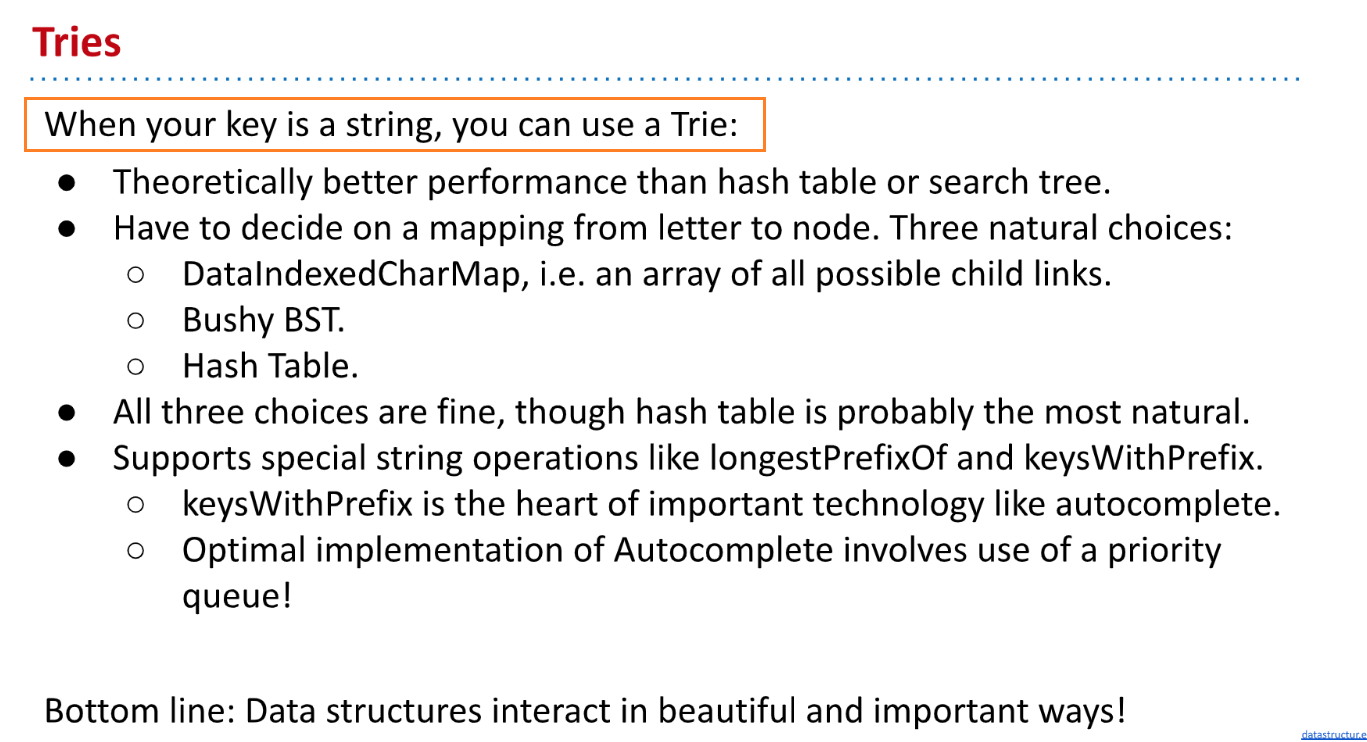 Tries
When your key is a string, you can use a Trie:
● Theoretically better performance than hash table or search tree.
● Have to decide on a mapping from letter to node. Three natural choices:
○ DataIndexedCharMap, i.e. an array of all possible child links.
○ Bushy BST.
○ Hash Table.
● All three choices are fine, though hash table is probably the most natural.
● Supports special string operations like longestPrefixOf and keysWithPrefix.
○ keysWithPrefix is the heart of important technology like autocomplete.
○ Optimal implementation of Autocomplete involves use of a priority
queue!
Bottom line: Data structures interact in beautiful and important ways!
datastructur.e